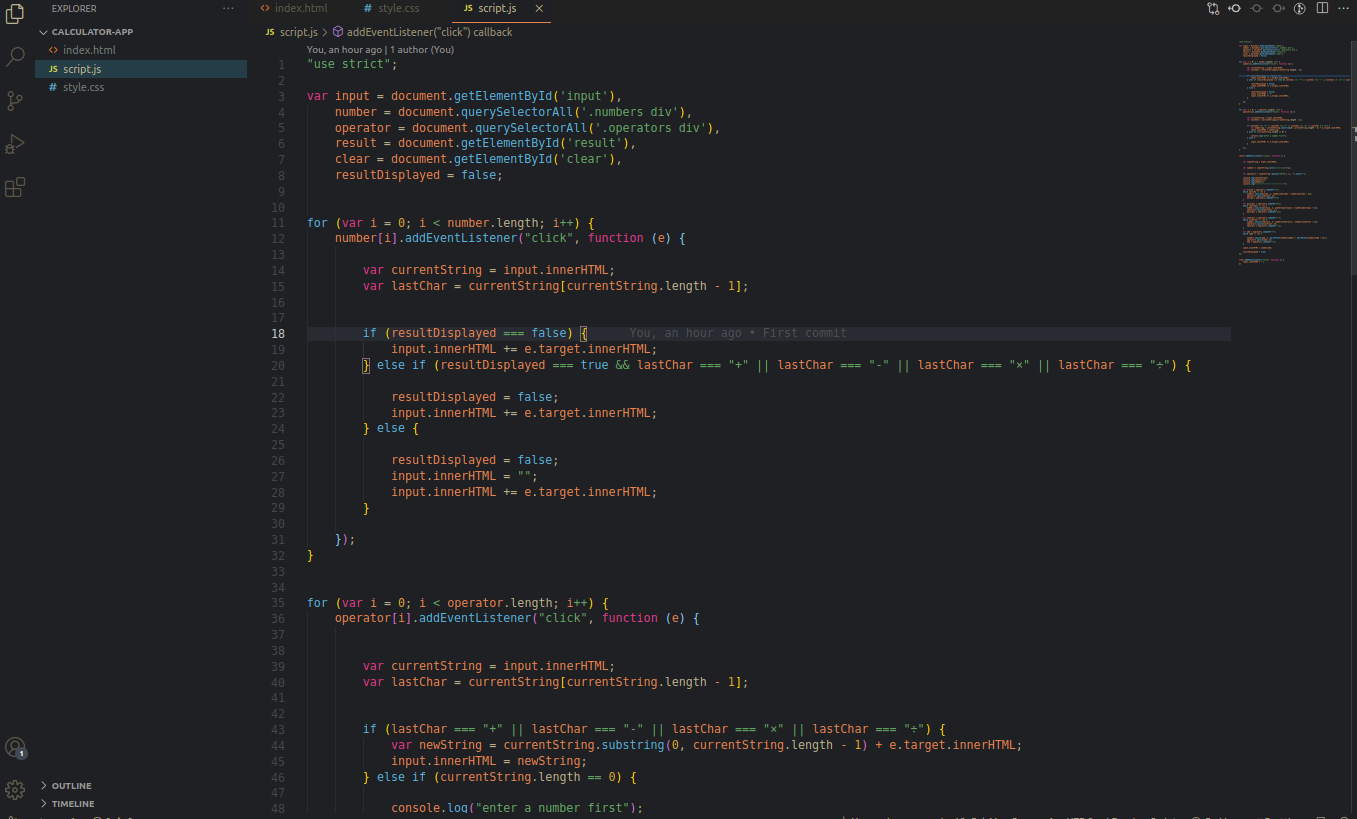 EXPLORER
···
CALCULATOR-APP
<> index.html
JS script.js
# style.css
OUTLINE
TIMELINE
1
<> index.html
# style.css
JS script.js
JS script.js > addEventListener("click") callback
You, an hour ago | 1 author (You)
1 "use strict";
2
3 var input = document.getElementById('input'),
4 number = document.querySelectorAll('.numbers div'),
5 operator = document.querySelectorAll('.operators div'),
6 result = document.getElementById('result'),
7 clear = document.getElementById('clear'),
8 resultDisplayed = false;
9
10
11 for (var i = 0; i < number.length; i++) {
12 number[i].addEventListener("click", function (e) {
13
14 var currentString = input.innerHTML;
15 var lastChar = currentString[currentString.length - 1];
16
17
18 if (resultDisplayed === false) { You, an hour ago • First commit
19 input.innerHTML += e.target.innerHTML;
20 } else if (resultDisplayed === true && lastChar === "+" || lastChar === "-" || lastChar === "×" || lastChar === "÷") {
21
22 resultDisplayed = false;
23 input.innerHTML += e.target.innerHTML;
24 } else {
25
26 resultDisplayed = false;
27 input.innerHTML = "";
28 input.innerHTML += e.target.innerHTML;
29 }
30
31 });
32 }
33
34
35 for (var i = 0; i < operator.length; i++) {
36 operator[i].addEventListener("click", function (e) {
37
38
39 var currentString = input.innerHTML;
40 var lastChar = currentString[currentString.length - 1];
41
42
43 if (lastChar === "+" || lastChar === "-" || lastChar === "×" || lastChar === "÷") {
44 var newString = currentString.substring(0, currentString.length - 1) + e.target.innerHTML;
45 input.innerHTML = newString;
46 } else if (currentString.length == 0) {
47
48 console.log("enter a number first");